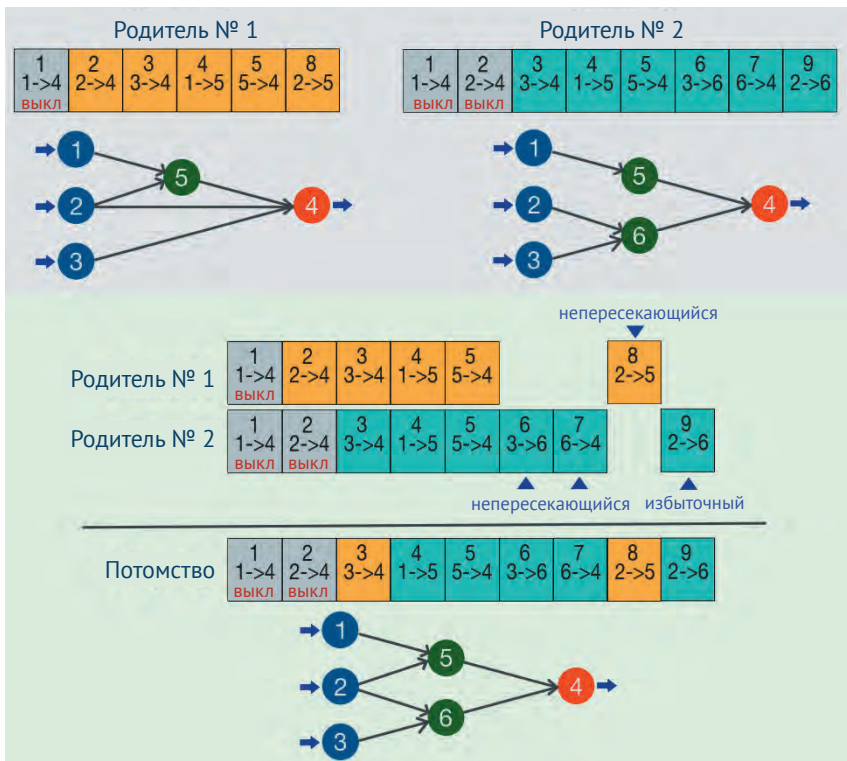 Родитель № 1
1 2 3 4 5 8
1->4 2->4 3->4 1->5 5->4 2->5
выкл
1
2
3
5
4
Родитель № 2
1 2 3 4 5 6 7 9
1->4 2->4 3->4 1->5 5->4 3->6 6->4 2->6
выкл выкл
1
2
3
5
6
4
непересекающийся
Родитель № 1
1 2 3 4 5 8
1->4 2->4 3->4 1->5 5->4 2->5
выкл
Родитель № 2
1 2 3 4 5 6 7 9
1->4 2->4 3->4 1->5 5->4 3->6 6->4 2->6
выкл выкл
непересекающийся избыточный
Потомство
1 2 3 4 5 6 7 8 9
1->4 2->4 3->4 1->5 5->4 3->6 6->4 2->5 2->6
выкл выкл
1
2
3
5
6
4